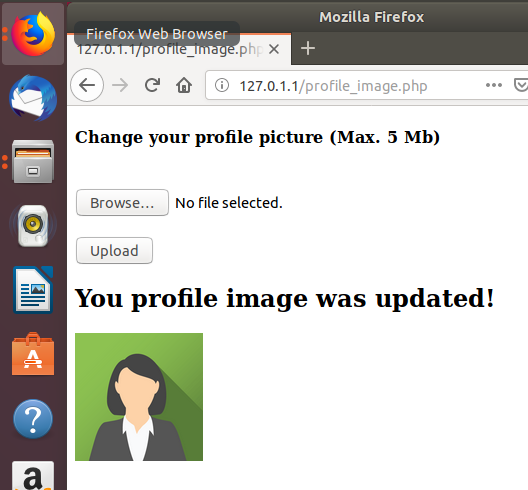 Mozilla Firefox
Firefox Web Browser
127.0.1.1/profile_image.php
127.0.1.1/profile_image.php
Change your profile picture (Max. 5 Mb)
Browse... No file selected.
Upload
You profile image was updated!
A
?
a